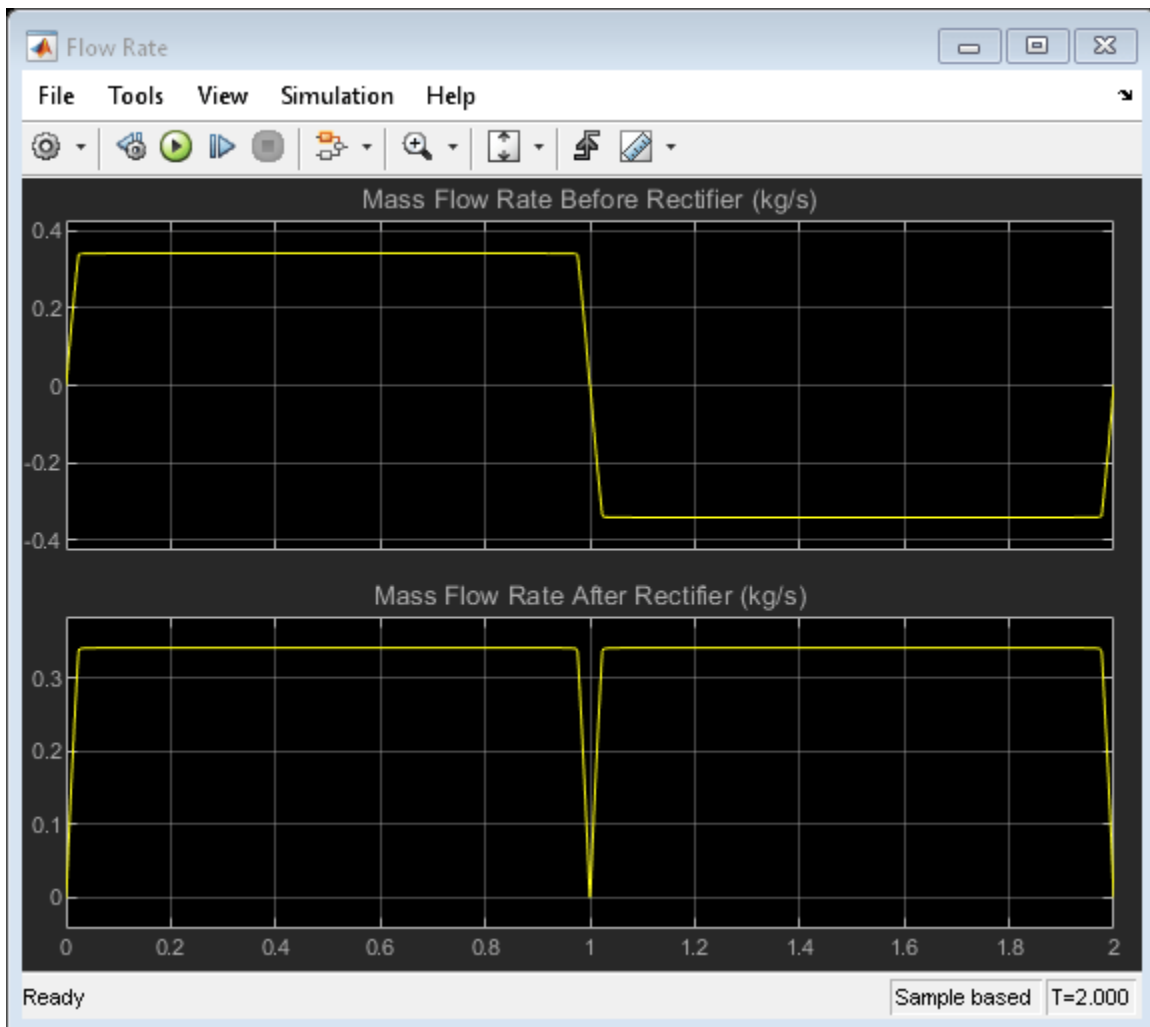 Flow Rate
File Tools View Simulation Help
Mass Flow Rate Before Rectifier (kg/s)
0.4
0.2
0
-0.2
-0.4
Mass Flow Rate After Rectifier (kg/s)
0.3
0.2
0.1
0
0 0.2 0.4 0.6 0.8 1 1.2 1.4 1.6 1.8 2
Ready Sample based T=2.000